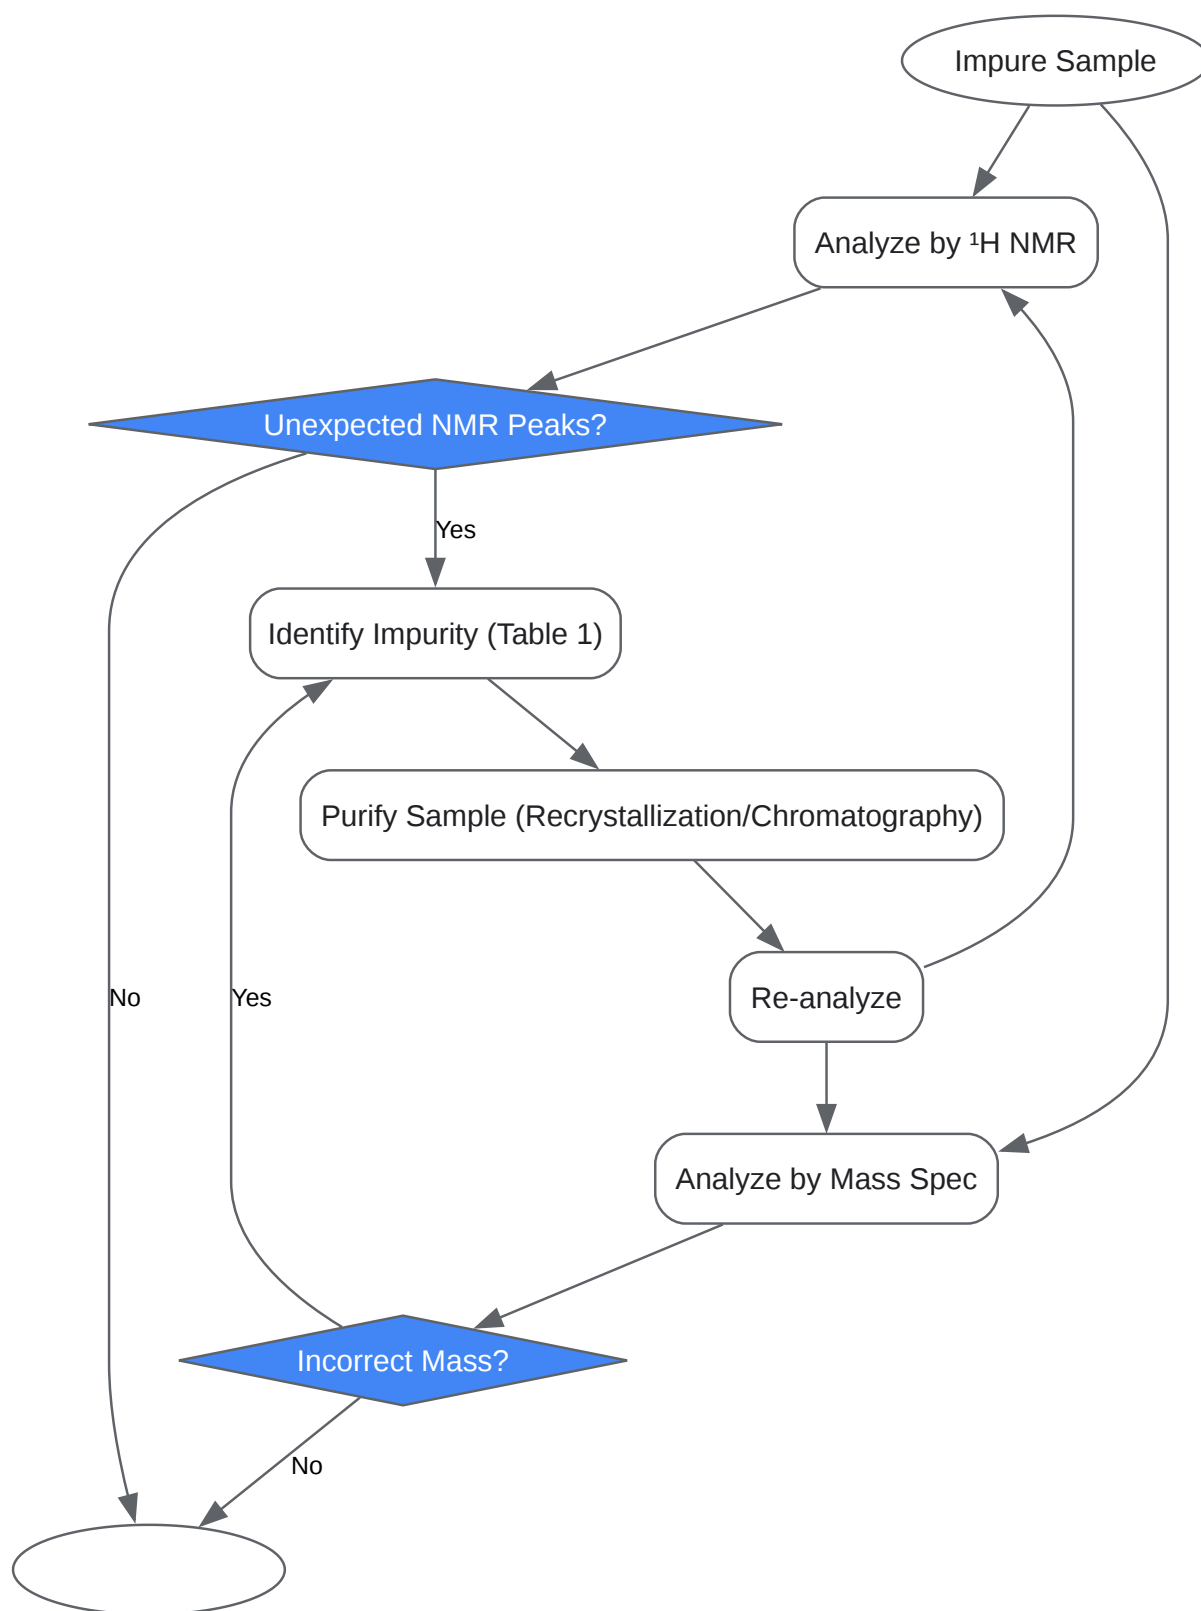 Impure Sample
Analyze by ¹H NMR
Unexpected NMR Peaks?
Yes
Identify Impurity (Table 1)
Purify Sample (Recrystallization/Chromatography)
No
Yes
Re-analyze
Analyze by Mass Spec
Incorrect Mass?
No